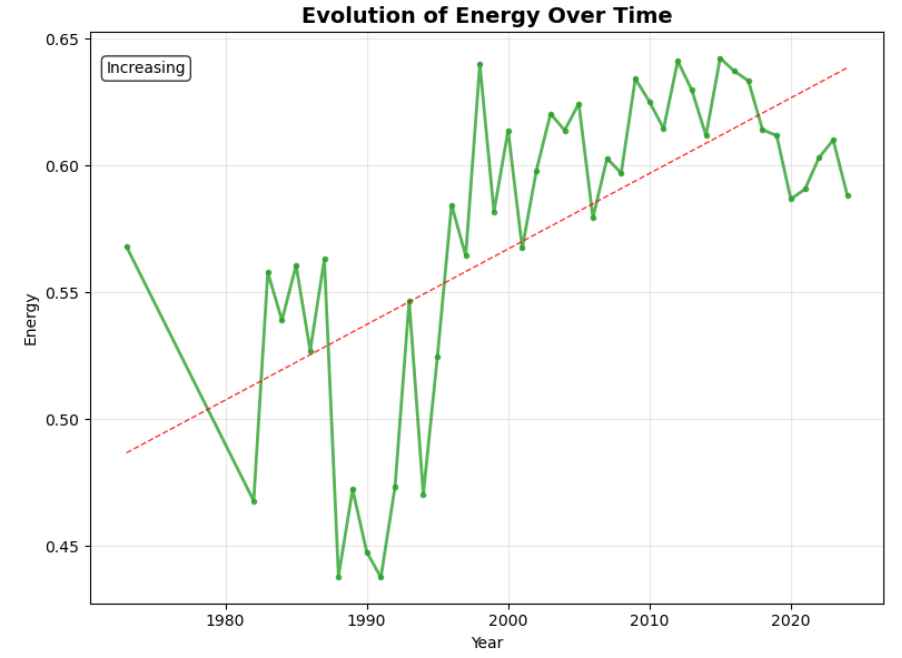 Evolution of Energy Over Time
Increasing
0.65
0.60
0.55
0.50
0.45
Energy
1980 1990 2000 2010 2020
Year